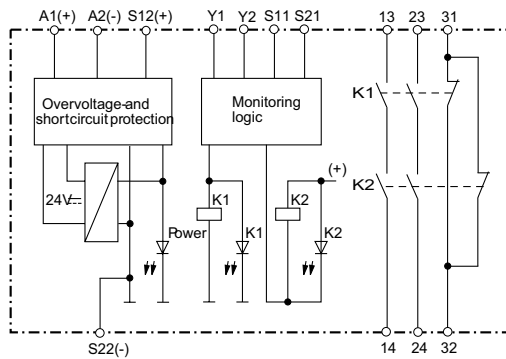 A1(+) A2(-) S12(+) Y1 Y2 S11 S21 13 23 31
Overvoltage-and
shortcircuit protection
Monitoring
logic
K1
(+)
K2
24V
K1
K2
Power
K1
K2
S22(-)
14 24 32